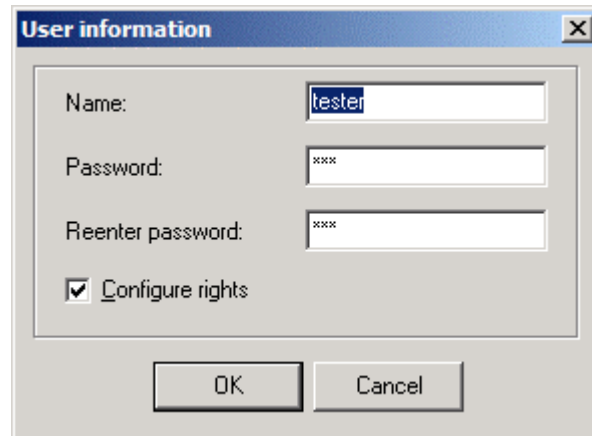 User information
Name: tester
Password: ***
Reenter password: ***
Configure rights
OK Cancel